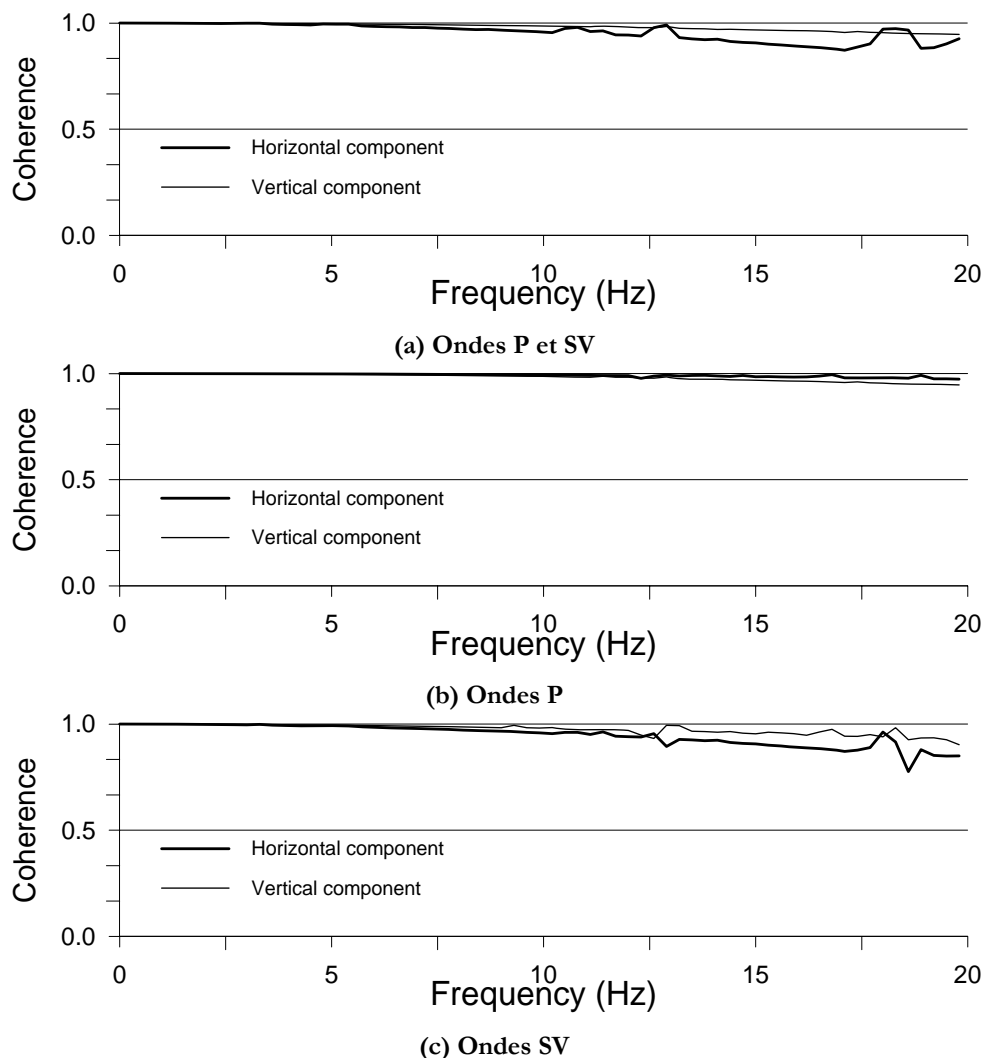 1.0
Coherence
0.5
Horizontal component
Vertical component
0.0
0 5 10 15 20
Frequency (Hz)
(a) Ondes P et SV
1.0
Coherence
0.5
Horizontal component
Vertical component
0.0
0 5 10 15 20
Frequency (Hz)
(b) Ondes P
1.0
Coherence
0.5
Horizontal component
Vertical component
0.0
0 5 10 15 20
Frequency (Hz)
(c) Ondes SV